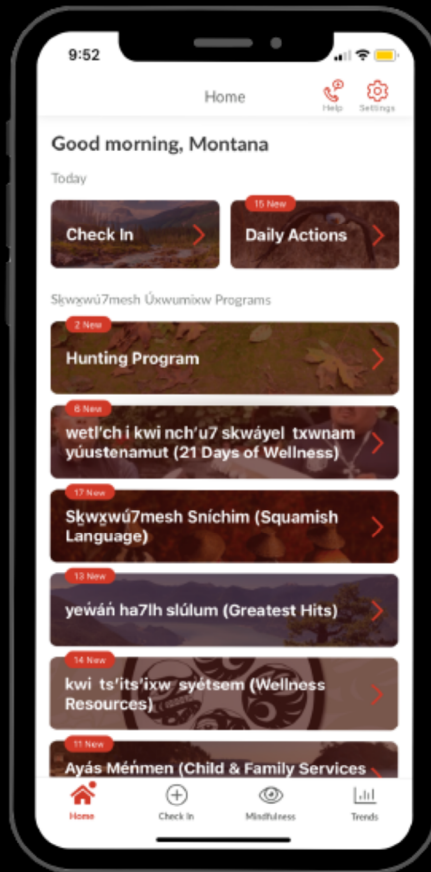 9:52
Home
Help
Settings
Good morning, Montana
Today
Check In
15 New
Daily Actions
Sḵwx̱wú7mesh Úxwumixw Programs
2 New
Hunting Program
6 New
wetl'ch i kwi nch'u7 skwáyel txwnam
yúustenamut (21 Days of Wellness)
17 New
Sḵwx̱wú7mesh Sníchim (Squamish
Language)
13 New
yewá́ń ha7lh slúlum (Greatest Hits)
14 New
kwi ts'its'ixw syétsem (Wellness
Resources)
11 New
Ayás Méńmen (Child & Family Services
Home
Check In
Mindfulness
Trends